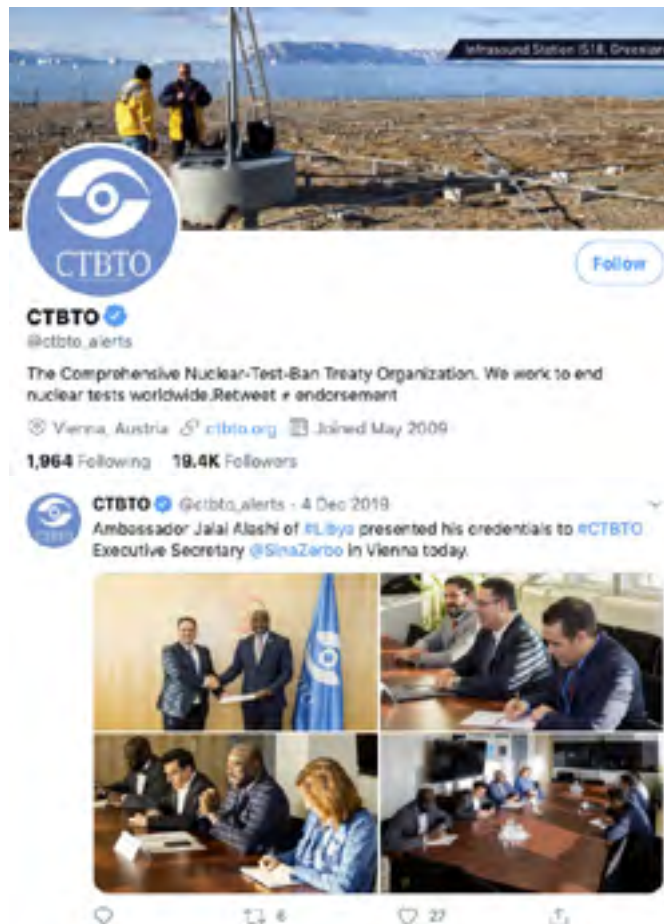 Infrasound Station IS18, Greenland
CTBTO
Follow
CTBTO
@ctbto_alerts
The Comprehensive Nuclear-Test-Ban Treaty Organization. We work to end
nuclear tests worldwide.Retweet ≠ endorsement
Vienna, Austria ctbto.org Joined May 2009
1,964 Following 19.4K Followers
CTBTO @ctbto_alerts · 4 Dec 2019
Ambassador Jalal Alashi of #Libya presented his credentials to #CTBTO
Executive Secretary @SinaZerbo in Vienna today.
CTBTO
6 27